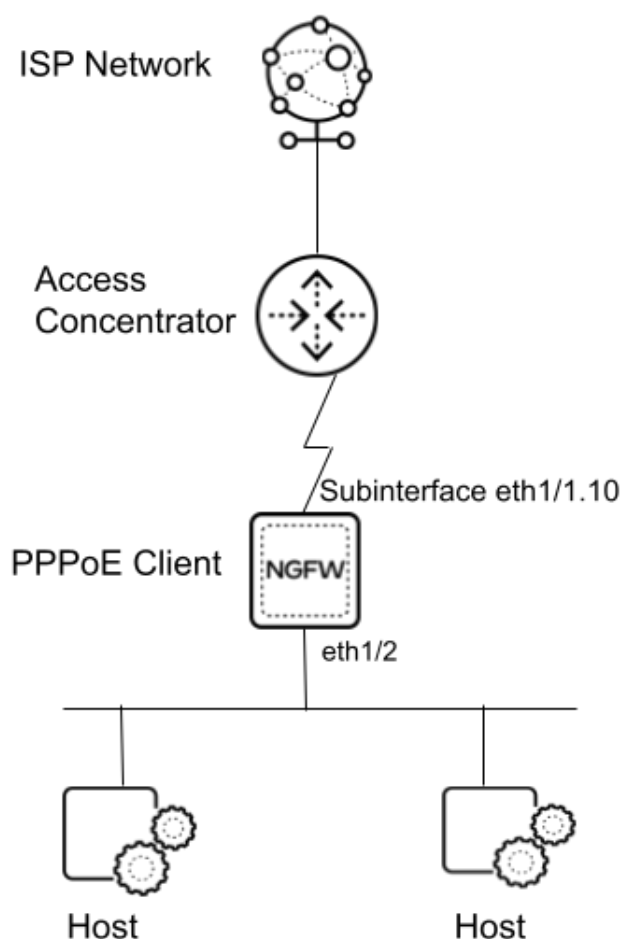 ISP Network
Access
Concentrator
Subinterface eth1/1.10
PPPoE Client
NGFW
eth1/2
Host
Host